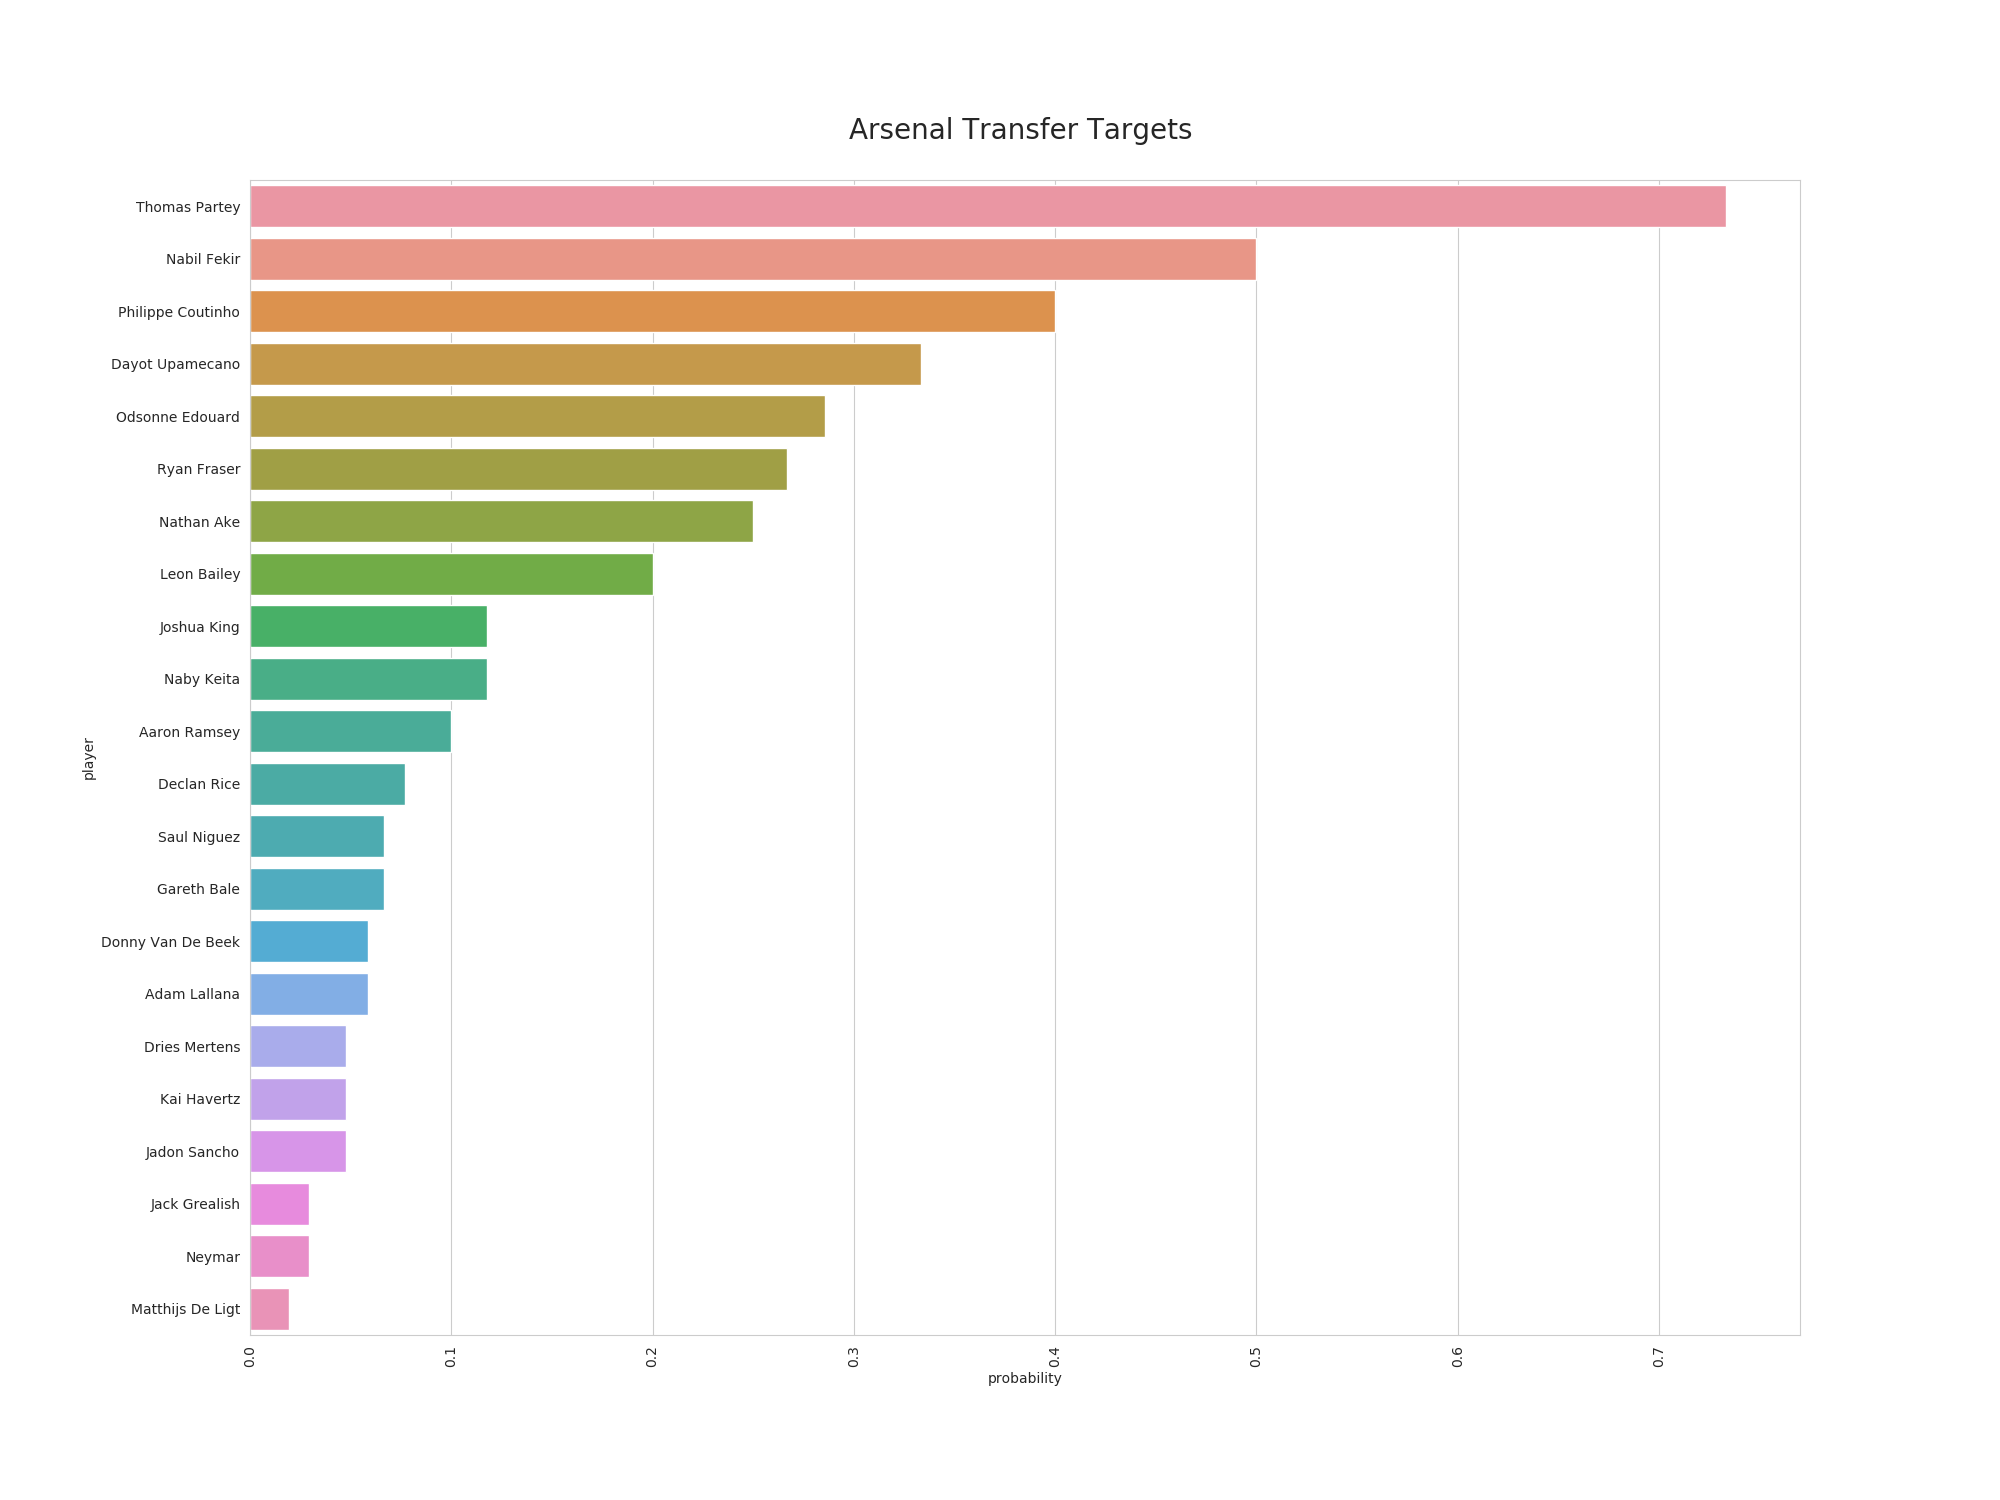 Arsenal Transfer Targets
Thomas Partey
Nabil Fekir
Philippe Coutinho
Dayot Upamecano
Odsonne Edouard
Ryan Fraser
Nathan Ake
Leon Bailey
Joshua King
Naby Keita
Aaron Ramsey
Declan Rice
Saul Niguez
Gareth Bale
Donny Van De Beek
Adam Lallana
Dries Mertens
Kai Havertz
Jadon Sancho
Jack Grealish
Neymar
Matthijs De Ligt
player
0.0
0.1
0.2
0.3
0.4
0.5
0.6
0.7
probability